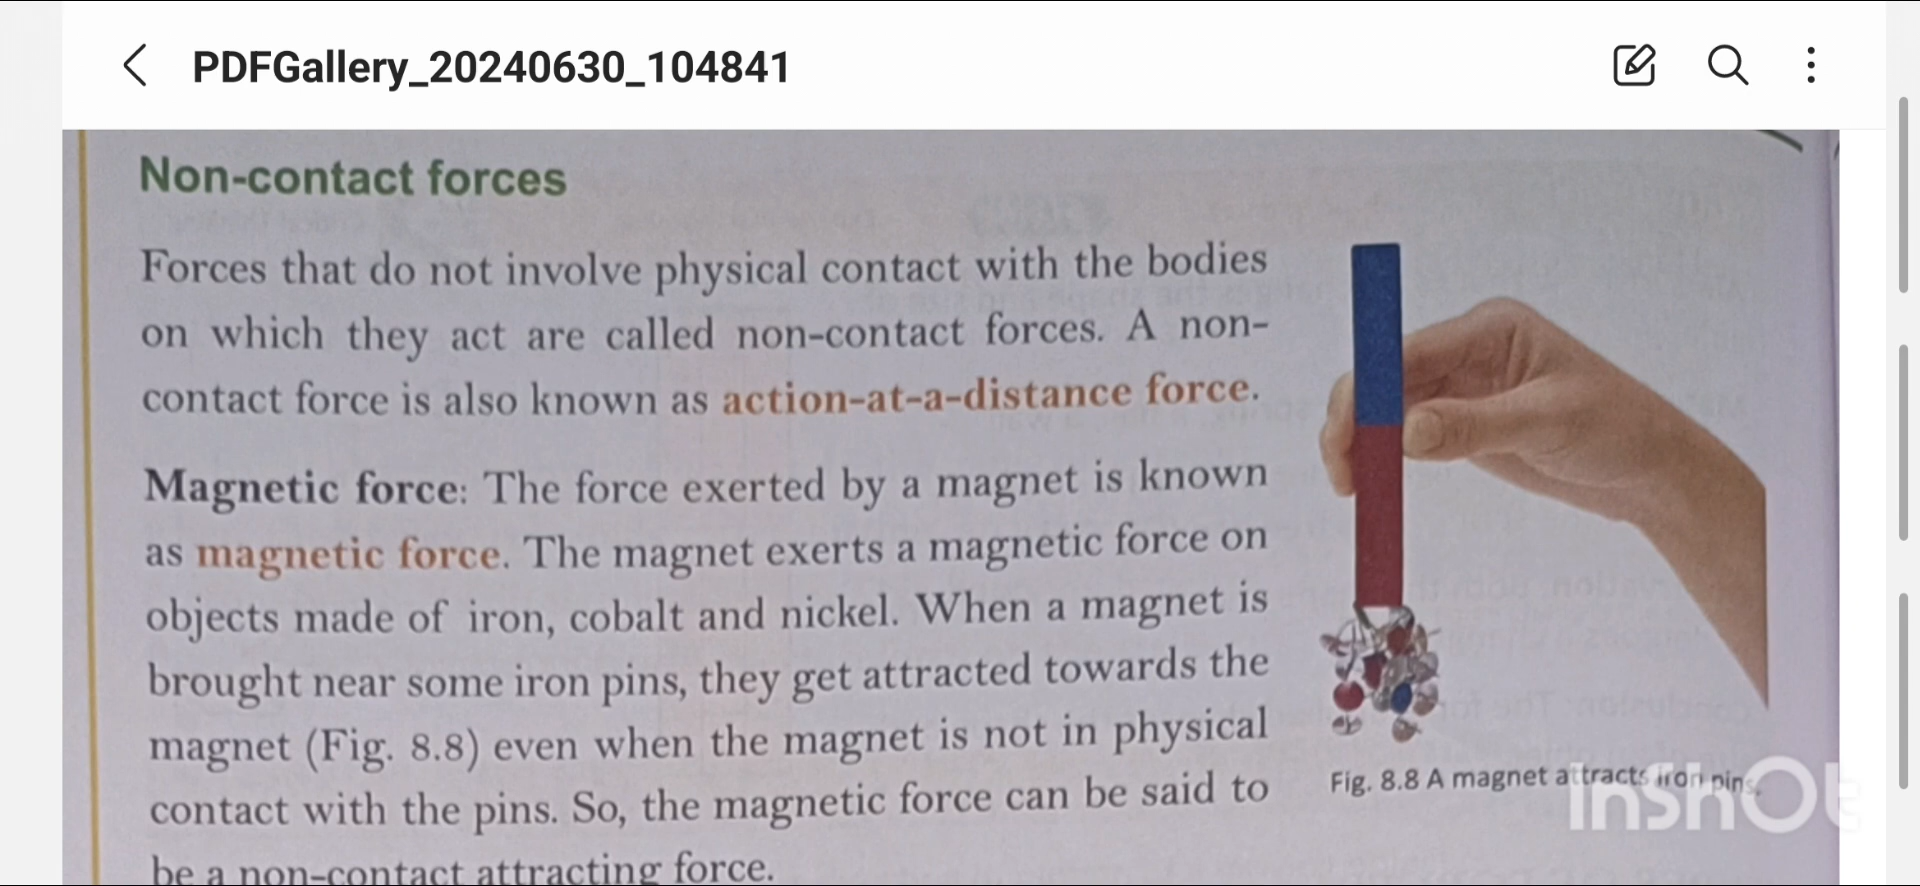 PDFGallery_20240630_104841
Non-contact forces
Forces that do not involve physical contact with the bodies
on which they act are called non-contact forces. A non-
contact force is also known as action-at-a-distance force.
Magnetic force: The force exerted by a magnet is known
as magnetic force. The magnet exerts a magnetic force on
objects made of iron, cobalt and nickel. When a magnet is
brought near some iron pins, they get attracted towards the
magnet (Fig. 8.8) even when the magnet is not in physical
contact with the pins. So, the magnetic force can be said to
be a non-contact attracting force.
Fig. 8.8 A magnet attracts iron pins.
InShOt